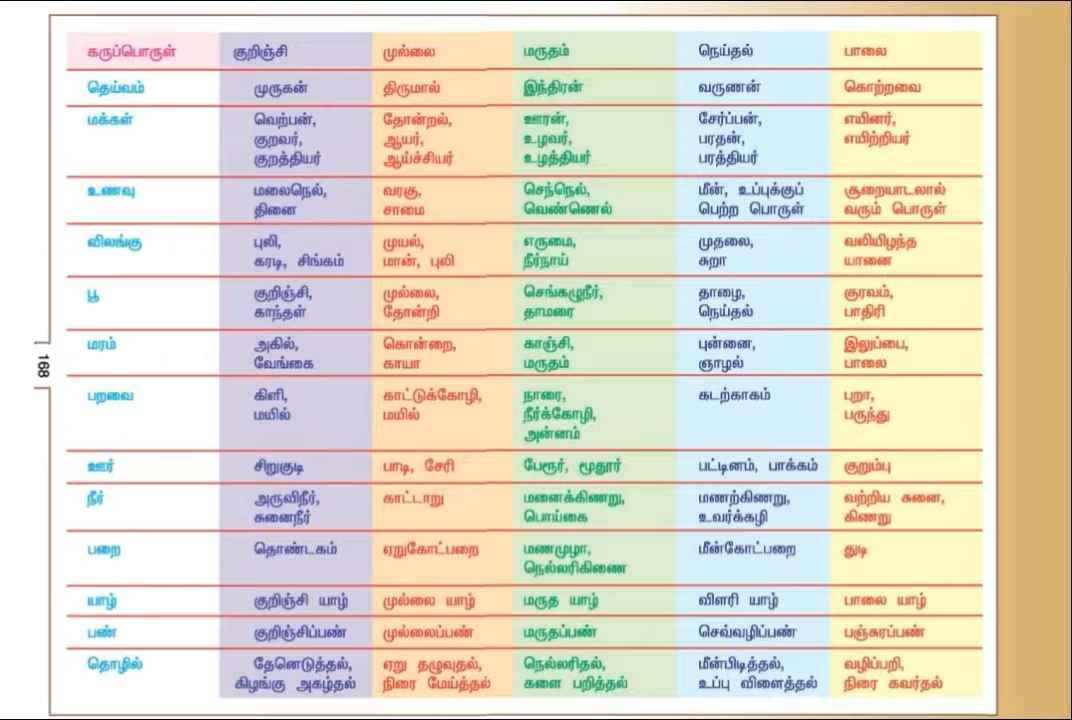 கருப்பொருள் குறிஞ்சி முல்லை மருதம் நெய்தல் பாலை
தெய்வம் முருகன் திருமால் இந்திரன் வருணன் கொற்றவை
மக்கள் வெற்பன், தோன்றல், ஊரன், சேர்ப்பன், எயினர்,
குறவர், ஆயர், உழவர், பரதன், எயிற்றியர்
குறத்தியர் ஆய்ச்சியர் உழத்தியர் பரத்தியர்
உணவு மலைநெல், வரகு, செந்நெல், மீன், உப்புக்குப் சூறையாடலால்
தினை சாமை வெண்ணெல் பெற்ற பொருள் வரும் பொருள்
விலங்கு புலி, முயல், எருமை, முதலை, வலியிழந்த
கரடி, சிங்கம் மான், புலி நீர்நாய் சுறா யானை
பூ குறிஞ்சி, முல்லை, செங்கழுநீர், தாழை, குரவம்,
காந்தள் தோன்றி தாமரை நெய்தல் பாதிரி
மரம் அகில், கொன்றை, காஞ்சி, புன்னை, இலுப்பை,
வேங்கை காயா மருதம் ஞாழல் பாலை
168
பறவை கிளி, காட்டுக்கோழி, நாரை, கடற்காகம் புறா,
மயில் மயில் நீர்க்கோழி, பருந்து
அன்னம்
ஊர் சிறுகுடி பாடி, சேரி பேரூர், மூதூர் பட்டினம், பாக்கம் குறும்பு
நீர் அருவிநீர், காட்டாறு மனைக்கிணறு, மணற்கிணறு, வற்றிய சுனை,
சுனைநீர் பொய்கை உவர்க்கழி கிணறு
பறை தொண்டகம் ஏறுகோட்பறை மணமுழா, மீன்கோட்பறை துடி
நெல்லரிகிணை
யாழ் குறிஞ்சி யாழ் முல்லை யாழ் மருத யாழ் விளரி யாழ் பாலை யாழ்
பண் குறிஞ்சிப்பண் முல்லைப்பண் மருதப்பண் செவ்வழிப்பண் பஞ்சுரப்பண்
தொழில் தேனெடுத்தல், ஏறு தழுவுதல், நெல்லரிதல், மீன்பிடித்தல், வழிப்பறி,
கிழங்கு அகழ்தல் நிரை மேய்த்தல் களை பறித்தல் உப்பு விளைத்தல் நிரை கவர்தல்